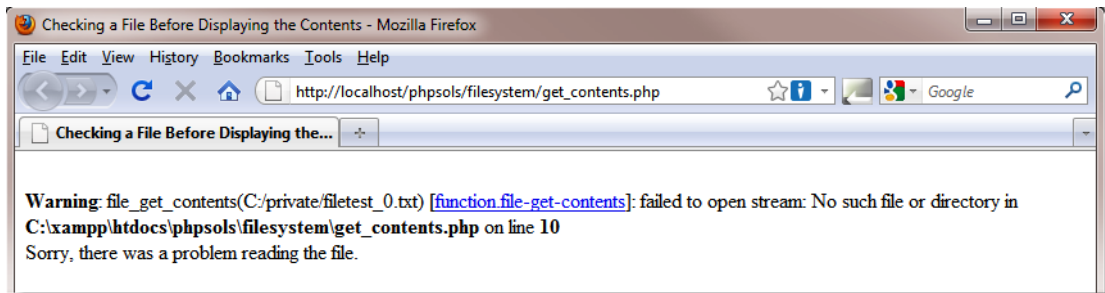 Checking a File Before Displaying the Contents - Mozilla Firefox
File Edit View History Bookmarks Tools Help
http://localhost/phpsols/filesystem/get_contents.php Google
Checking a File Before Displaying the...
Warning: file_get_contents(C:/private/filetest_0.txt) [function.file-get-contents]: failed to open stream: No such file or directory in
C:\xampp\htdocs\phpsols\filesystem\get_contents.php on line 10
Sorry, there was a problem reading the file.